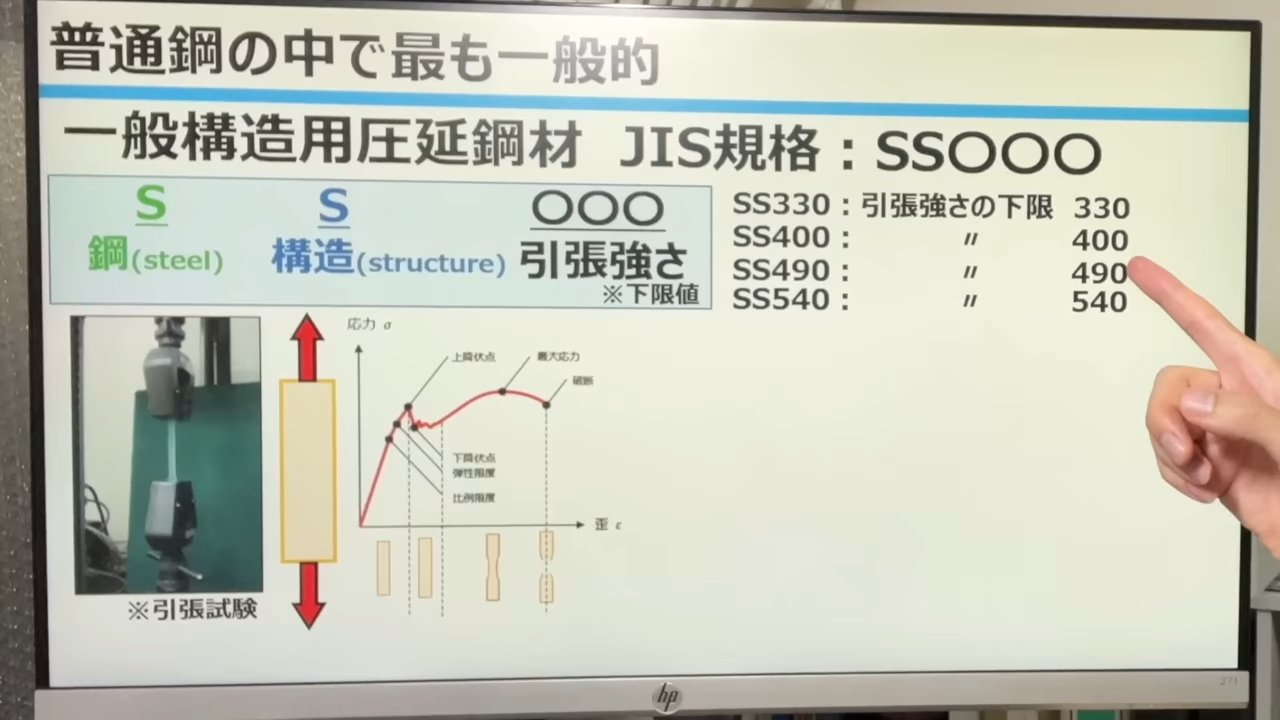 普通鋼の中で最も一般的
一般構造用圧延鋼材 JIS規格：SS〇〇〇
S S 〇〇〇
鋼(steel) 構造(structure) 引張強さ
※下限値
SS330：引張強さの下限 330
SS400： 〃 400
SS490： 〃 490
SS540： 〃 540
応力 σ
上降伏点
最大応力
破断
下降伏点
弾性限度
比例限度
歪 ε
※引張試験
hp
271